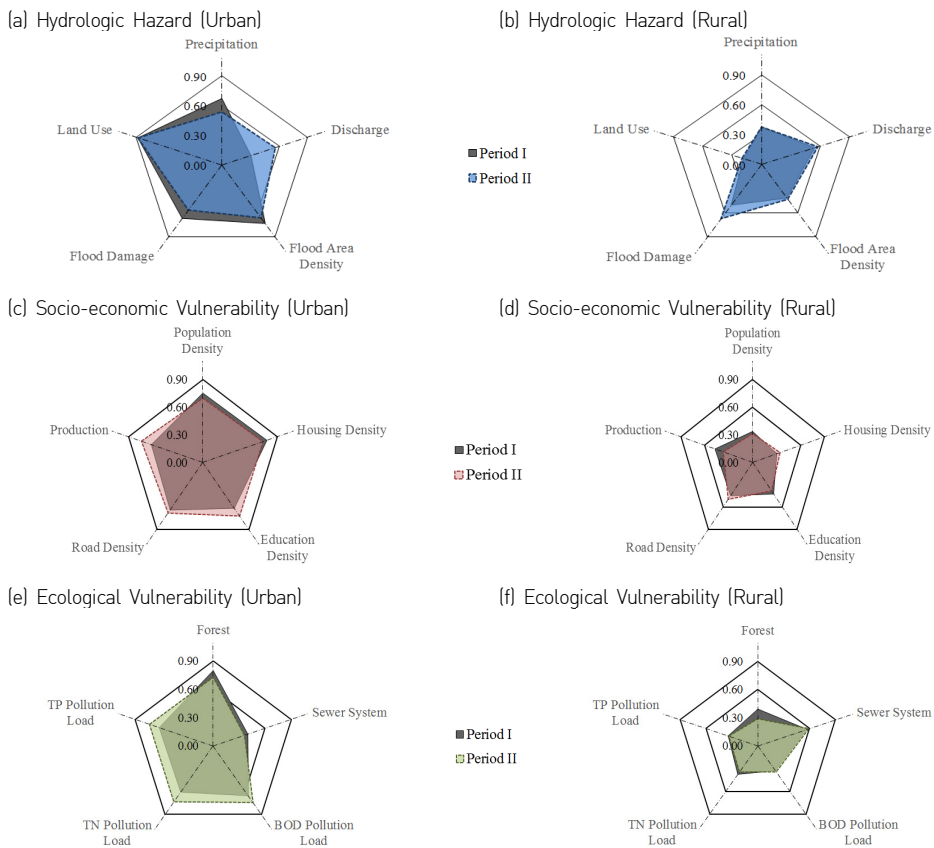 (a) Hydrologic Hazard (Urban)
Precipitation
0.90
0.60
0.30
0.00
Land Use
Discharge
Flood Damage
Flood Area
Density
(b) Hydrologic Hazard (Rural)
Precipitation
0.90
0.60
0.30
0.00
Land Use
Discharge
Flood Damage
Flood Area
Density
Period I
Period II
(c) Socio-economic Vulnerability (Urban)
Population
Density
0.90
0.60
0.30
0.00
Production
Housing Density
Road Density
Education
Density
(d) Socio-economic Vulnerability (Rural)
Population
Density
0.90
0.60
0.30
0.00
Production
Housing Density
Road Density
Education
Density
Period I
Period II
(e) Ecological Vulnerability (Urban)
Forest
0.90
0.60
0.30
0.00
TP Pollution
Load
Sewer System
TN Pollution
Load
BOD Pollution
Load
(f) Ecological Vulnerability (Rural)
Forest
0.90
0.60
0.30
0.00
TP Pollution
Load
Sewer System
TN Pollution
Load
BOD Pollution
Load
Period I
Period II